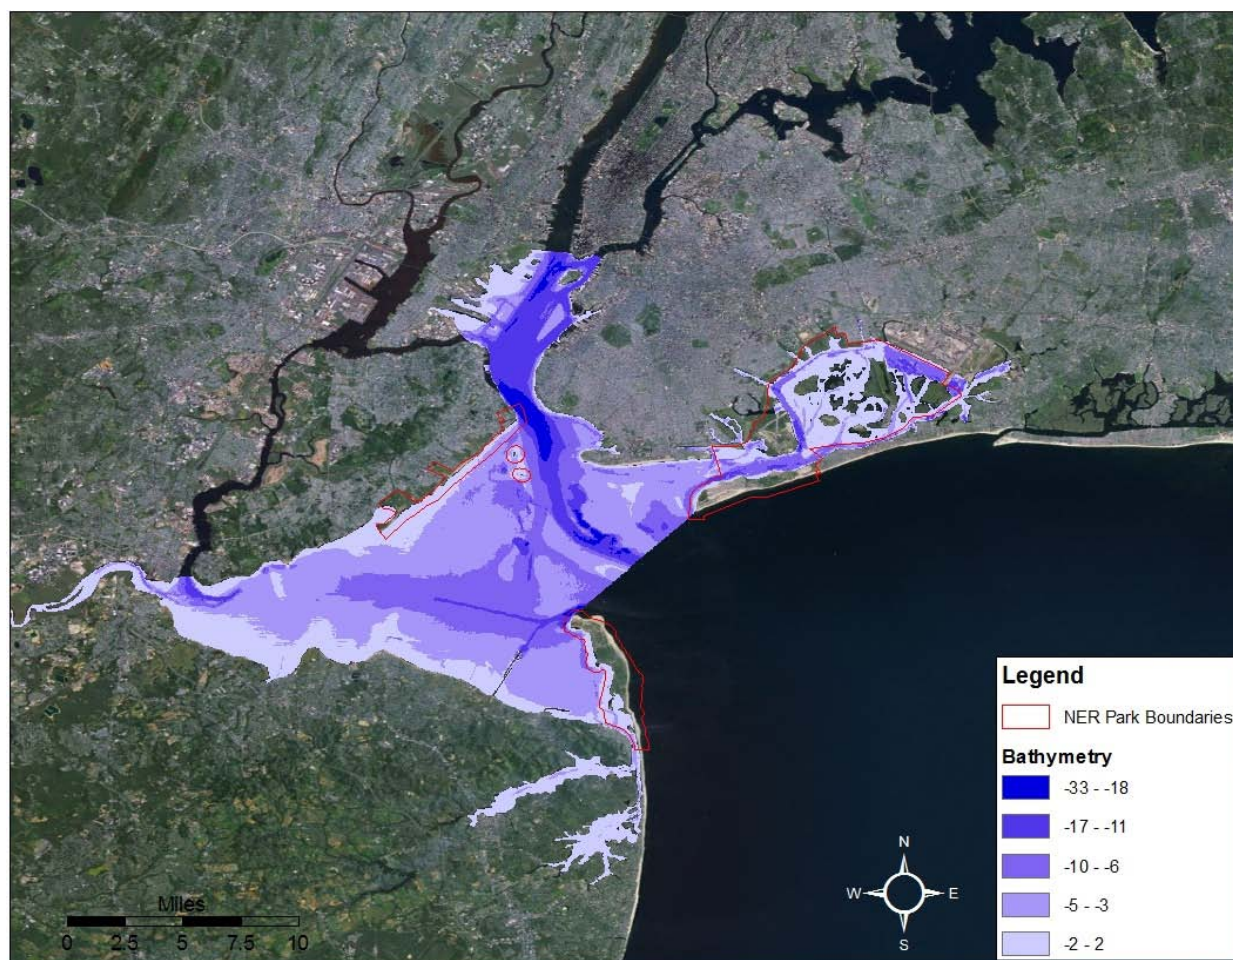 Legend
NER Park Boundaries
Bathymetry
-33 - -18
-17 - -11
-10 - -6
-5 - -3
-2 - 2
N
W E
S
Miles
0 2.5 5 7.5 10